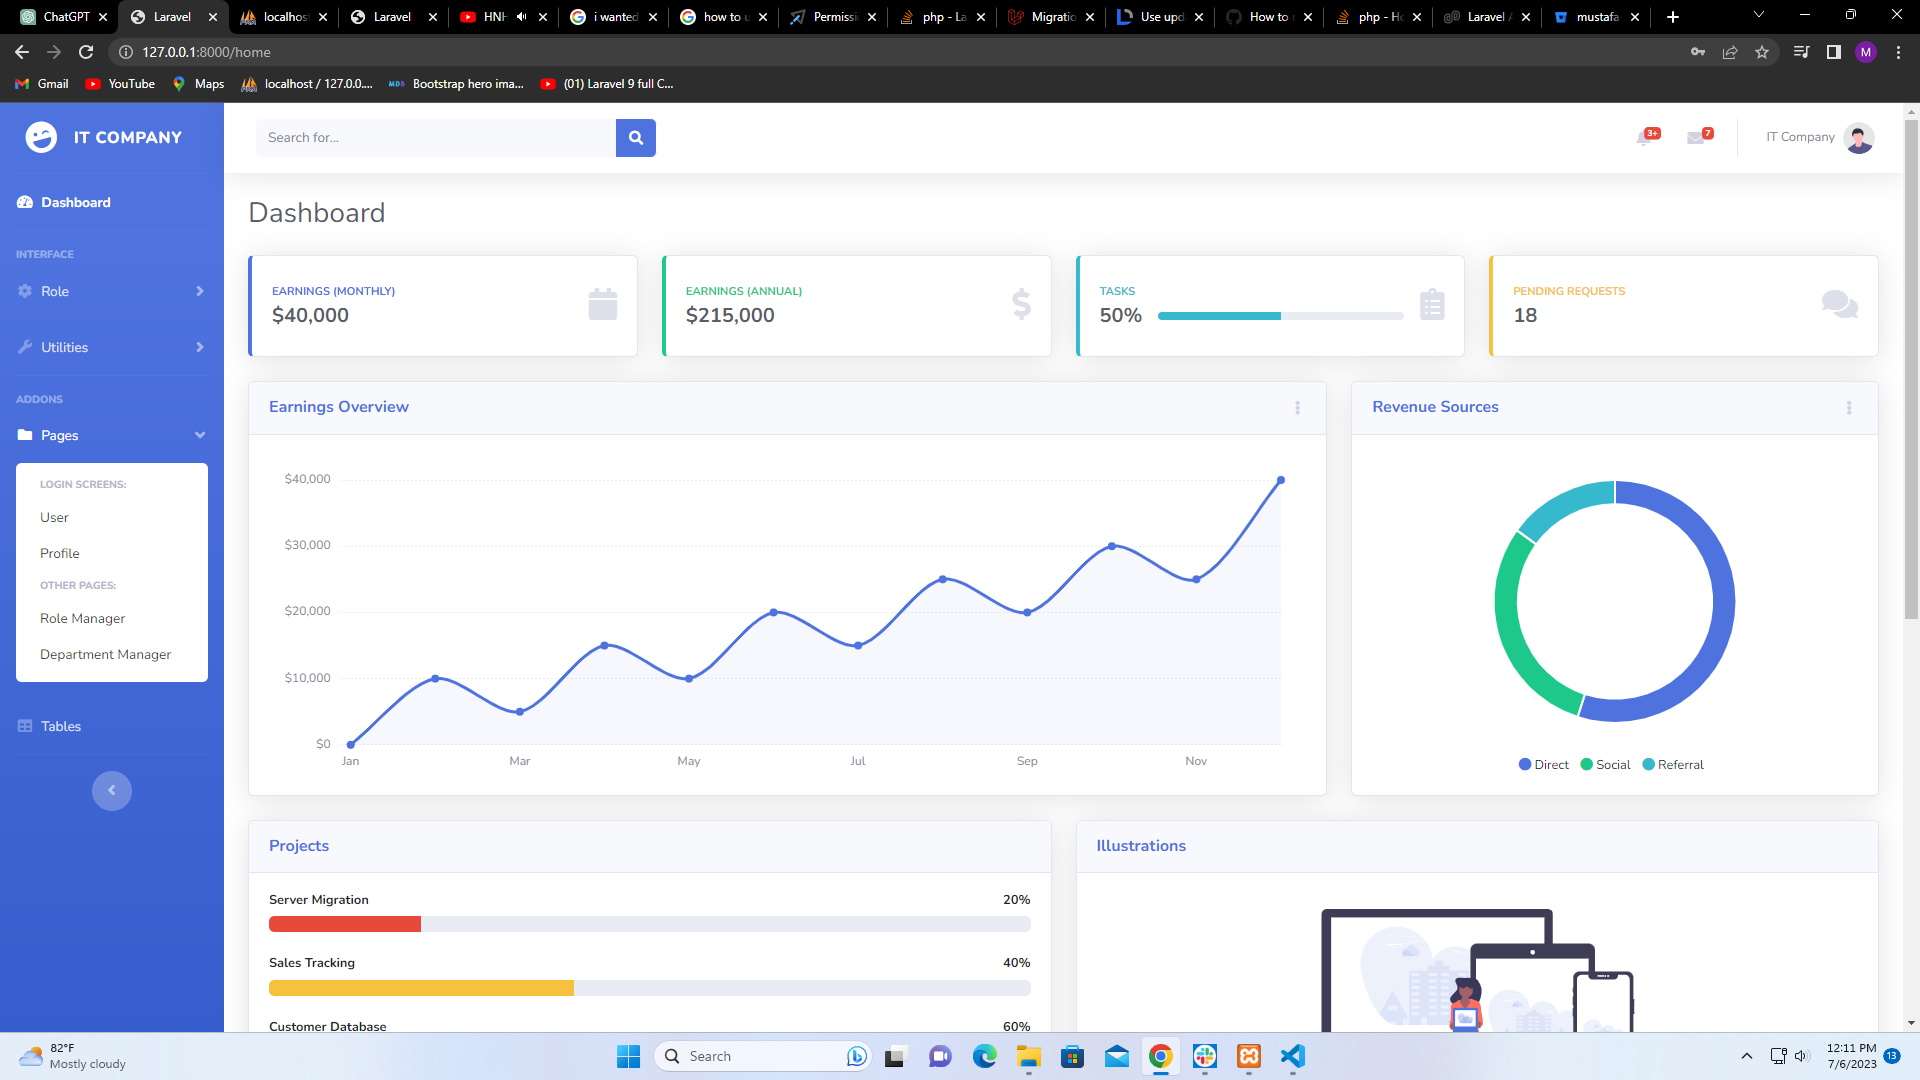 ChatGPT
Laravel
localhos
Laravel
HNH
i wanted
how to u
Permissi
php - La
Migratio
Use upd
How to
php - Ho
Laravel
mustafa
127.0.0.1:8000/home
M
Gmail
YouTube
Maps
localhost / 127.0.0....
MDB
Bootstrap hero ima...
(01) Laravel 9 full C...
IT COMPANY
Search for...
3+
7
IT Company
Dashboard
INTERFACE
Role
Utilities
ADDONS
Pages
LOGIN SCREENS:
User
Profile
OTHER PAGES:
Role Manager
Department Manager
Tables
Dashboard
EARNINGS (MONTHLY)
$40,000
EARNINGS (ANNUAL)
$215,000
TASKS
50%
PENDING REQUESTS
18
Earnings Overview
$40,000
$30,000
$20,000
$10,000
$0
Jan
Mar
May
Jul
Sep
Nov
Revenue Sources
Direct
Social
Referral
Projects
Server Migration
20%
Sales Tracking
40%
Customer Database
60%
Illustrations
82°F
Mostly cloudy
Search
12:11 PM
7/6/2023
13